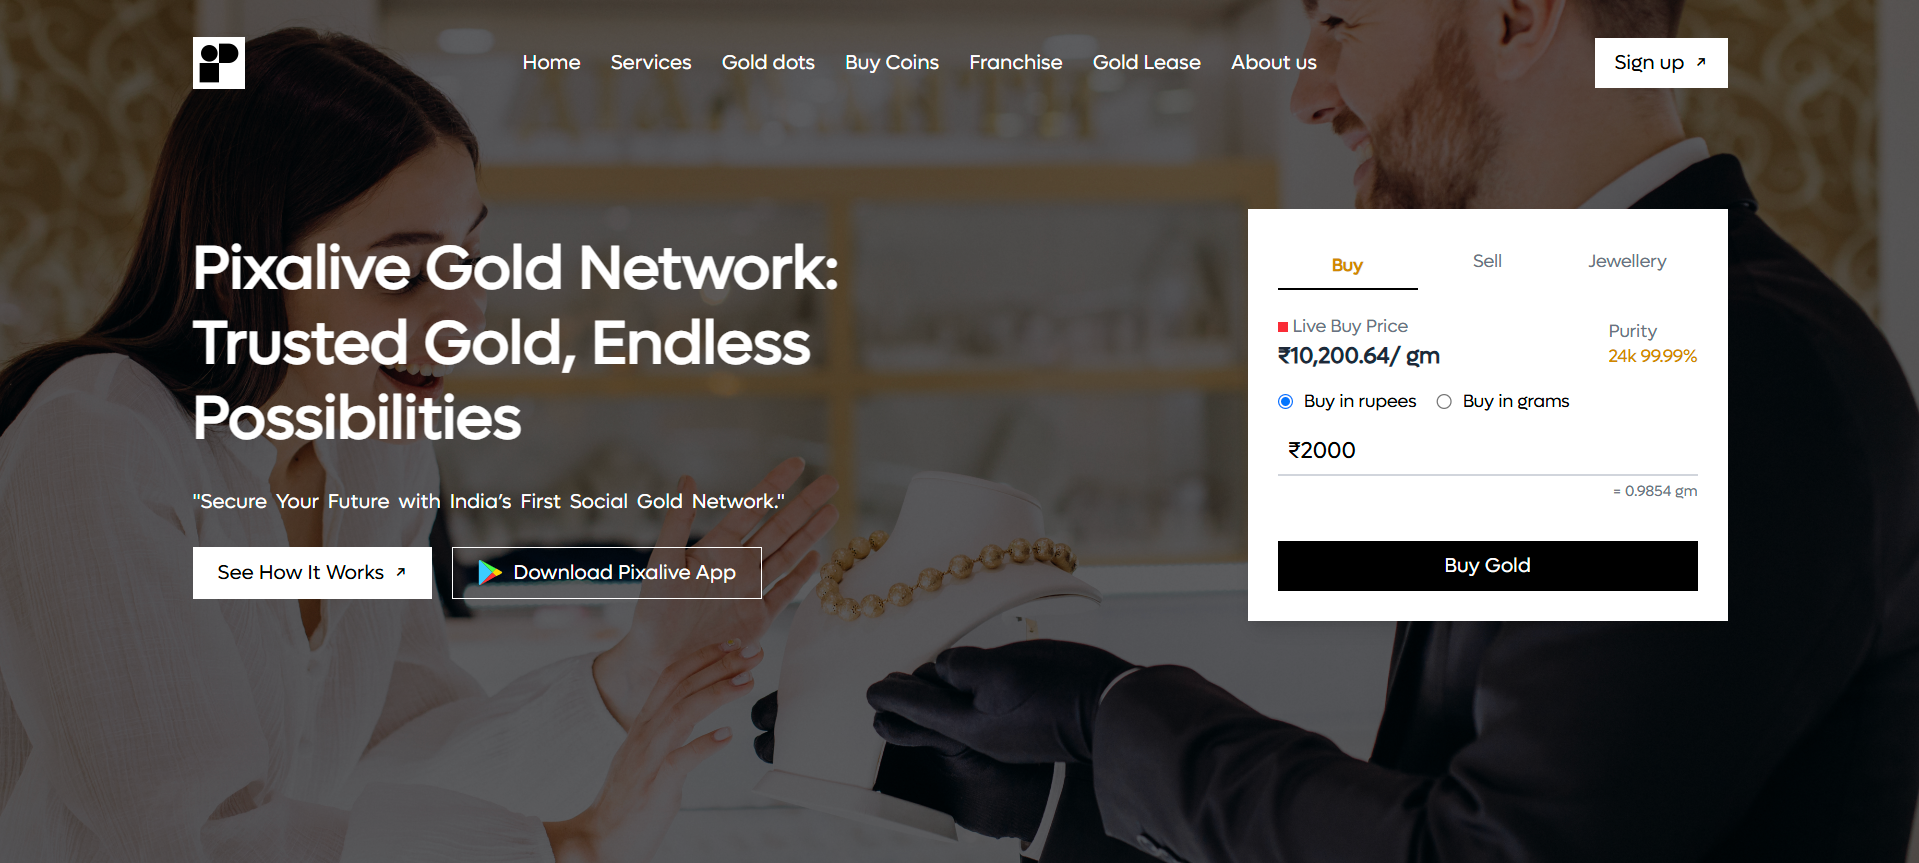 Home Services Gold dots Buy Coins Franchise Gold Lease About us
Sign up
Pixalive Gold Network:
Trusted Gold, Endless
Possibilities
"Secure Your Future with India’s First Social Gold Network."
See How It Works
Download Pixalive App
Buy Sell Jewellery
Live Buy Price
₹10,200.64/ gm
Purity
24k 99.99%
Buy in rupees Buy in grams
₹2000
= 0.9854 gm
Buy Gold